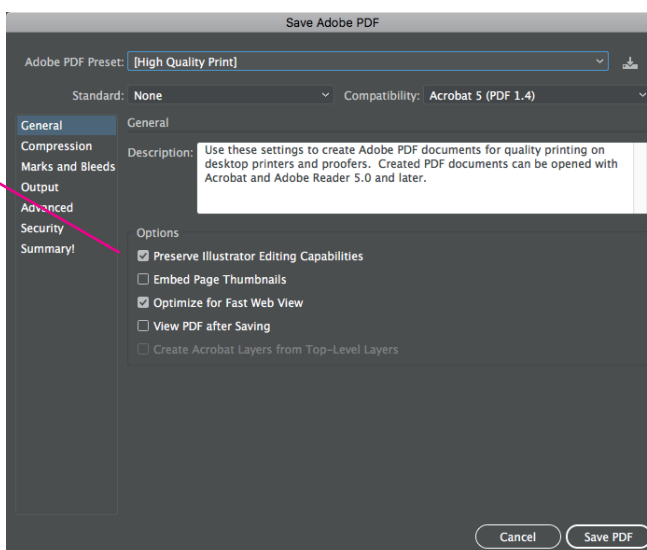 Save Adobe PDF
Adobe PDF Preset: [High Quality Print]
Standard: None Compatibility: Acrobat 5 (PDF 1.4)
General
Compression
Marks and Bleeds
Output
Advanced
Security
Summary!
General
Description: Use these settings to create Adobe PDF documents for quality printing on
desktop printers and proofers. Created PDF documents can be opened with
Acrobat and Adobe Reader 5.0 and later.
Options
Preserve Illustrator Editing Capabilities
Embed Page Thumbnails
Optimize for Fast Web View
View PDF after Saving
Create Acrobat Layers from Top-Level Layers
Cancel Save PDF